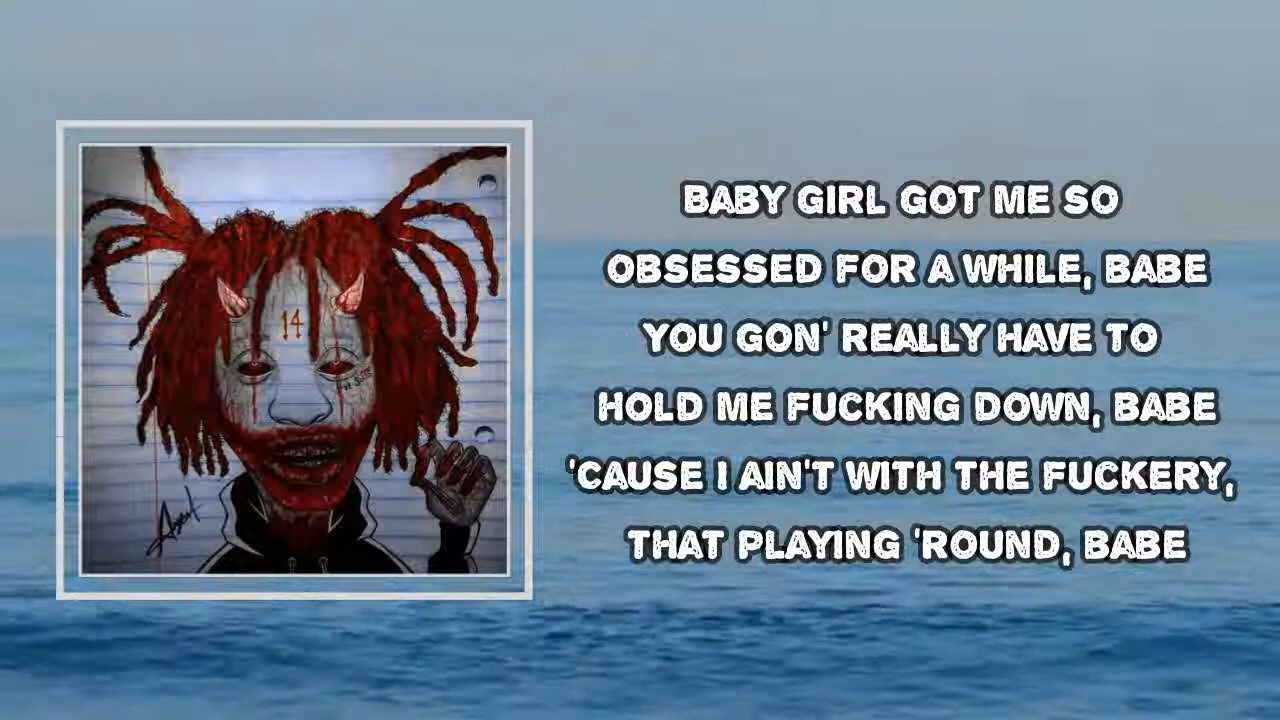 14
BABY GIRL GOT ME SO
OBSESSED FOR A WHILE, BABE
YOU GON' REALLY HAVE TO
HOLD ME FUCKING DOWN, BABE
'CAUSE I AIN'T WITH THE FUCKERY,
THAT PLAYING 'ROUND, BABE